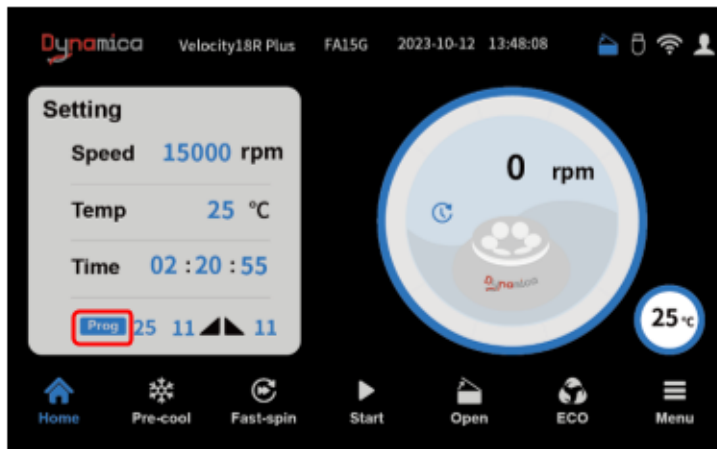 Dynamica Velocity18R Plus FA15G 2023-10-12 13:48:08
Setting
Speed 15000 rpm
Temp 25 °C
Time 02 : 20 : 55
Prog 25 11 11
0 rpm
Dynamica
25 °C
Home Pre-cool Fast-spin Start Open ECO Menu